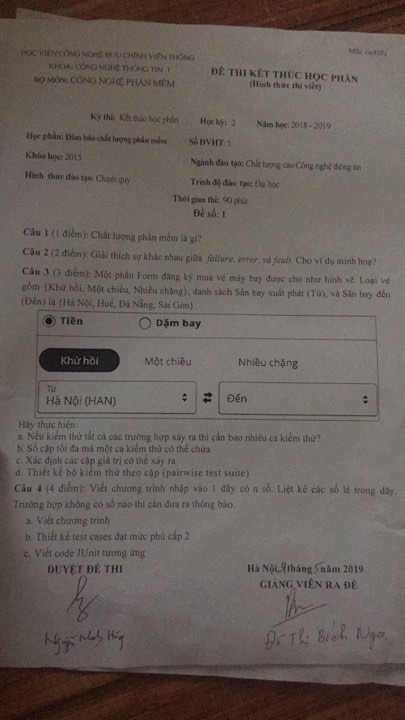 Mẫu
HỌC VIỆN CÔNG NGHỆ BƯU CHÍNH VIỄN THÔNG
KHOA: CÔNG NGHỆ THÔNG TIN 1
BỘ MÔN: CÔNG NGHỆ PHẦN MỀM
ĐỀ THI KẾT THÚC HỌC PHẦN
(Hình thức thi viết)
Kỳ thi: Kết thúc học phần Học kỳ: 2 Năm học: 2018 - 2019
Học phần: Đảm bảo chất lượng phần mềm Số ĐVHT: 3
Khóa học: 2015 Ngành đào tạo: Chất lượng cao Công nghệ thông tin
Hình thức đào tạo: Chính quy Trình độ đào tạo: Đại học
Thời gian thi: 90 phút
Đề số: 1
Câu 1 (1 điểm): Chất lượng phần mềm là gì?
Câu 2 (2 điểm): Giải thích sự khác nhau giữa failure, error, và fault. Cho ví dụ minh hoạ?
Câu 3 (3 điểm): Một phần Form đăng ký mua vé máy bay được cho như hình vẽ. Loại vé
gồm {Khứ hồi, Một chiều, Nhiều chặng}, danh sách Sân bay xuất phát (Từ), và Sân bay đến
(Đến) là {Hà Nội, Huế, Đà Nẵng, Sài Gòn}.
Tiền Dặm bay
Khứ hồi Một chiều Nhiều chặng
Từ
Hà Nội (HAN) Đến
Hãy thực hiện:
a. Nếu kiểm thử tất cả các trường hợp xảy ra thì cần bao nhiêu ca kiểm thử?
b. Số cặp tối đa mà một ca kiểm thử có thể chứa
c. Xác định các cặp giá trị có thể xảy ra
d. Thiết kế bộ kiểm thử theo cặp (pairwise test suite)
Câu 4 (4 điểm): Viết chương trình nhập vào 1 dãy có n số. Liệt kê các số lẻ trong dãy.
Trường hợp không có số nào thì cần đưa ra thông báo.
a. Viết chương trình
b. Thiết kế test cases đạt mức phủ cấp 2
c. Viết code JUnit tương ứng
DUYỆT ĐỀ THI Hà Nội, tháng 5 năm 2019
GIẢNG VIÊN RA ĐỀ
Đỗ Thị Bích Ngọc